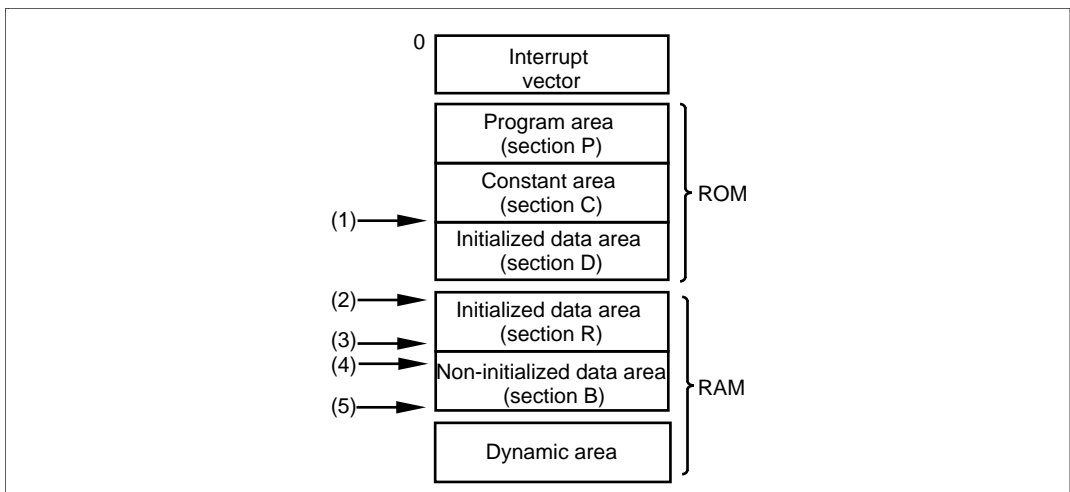 0
Interrupt
vector
Program area
(section P)
Constant area
(section C)
ROM
(1)
Initialized data area
(section D)
(2)
Initialized data area
(section R)
(3)
(4)
Non-initialized data area
(section B)
RAM
(5)
Dynamic area